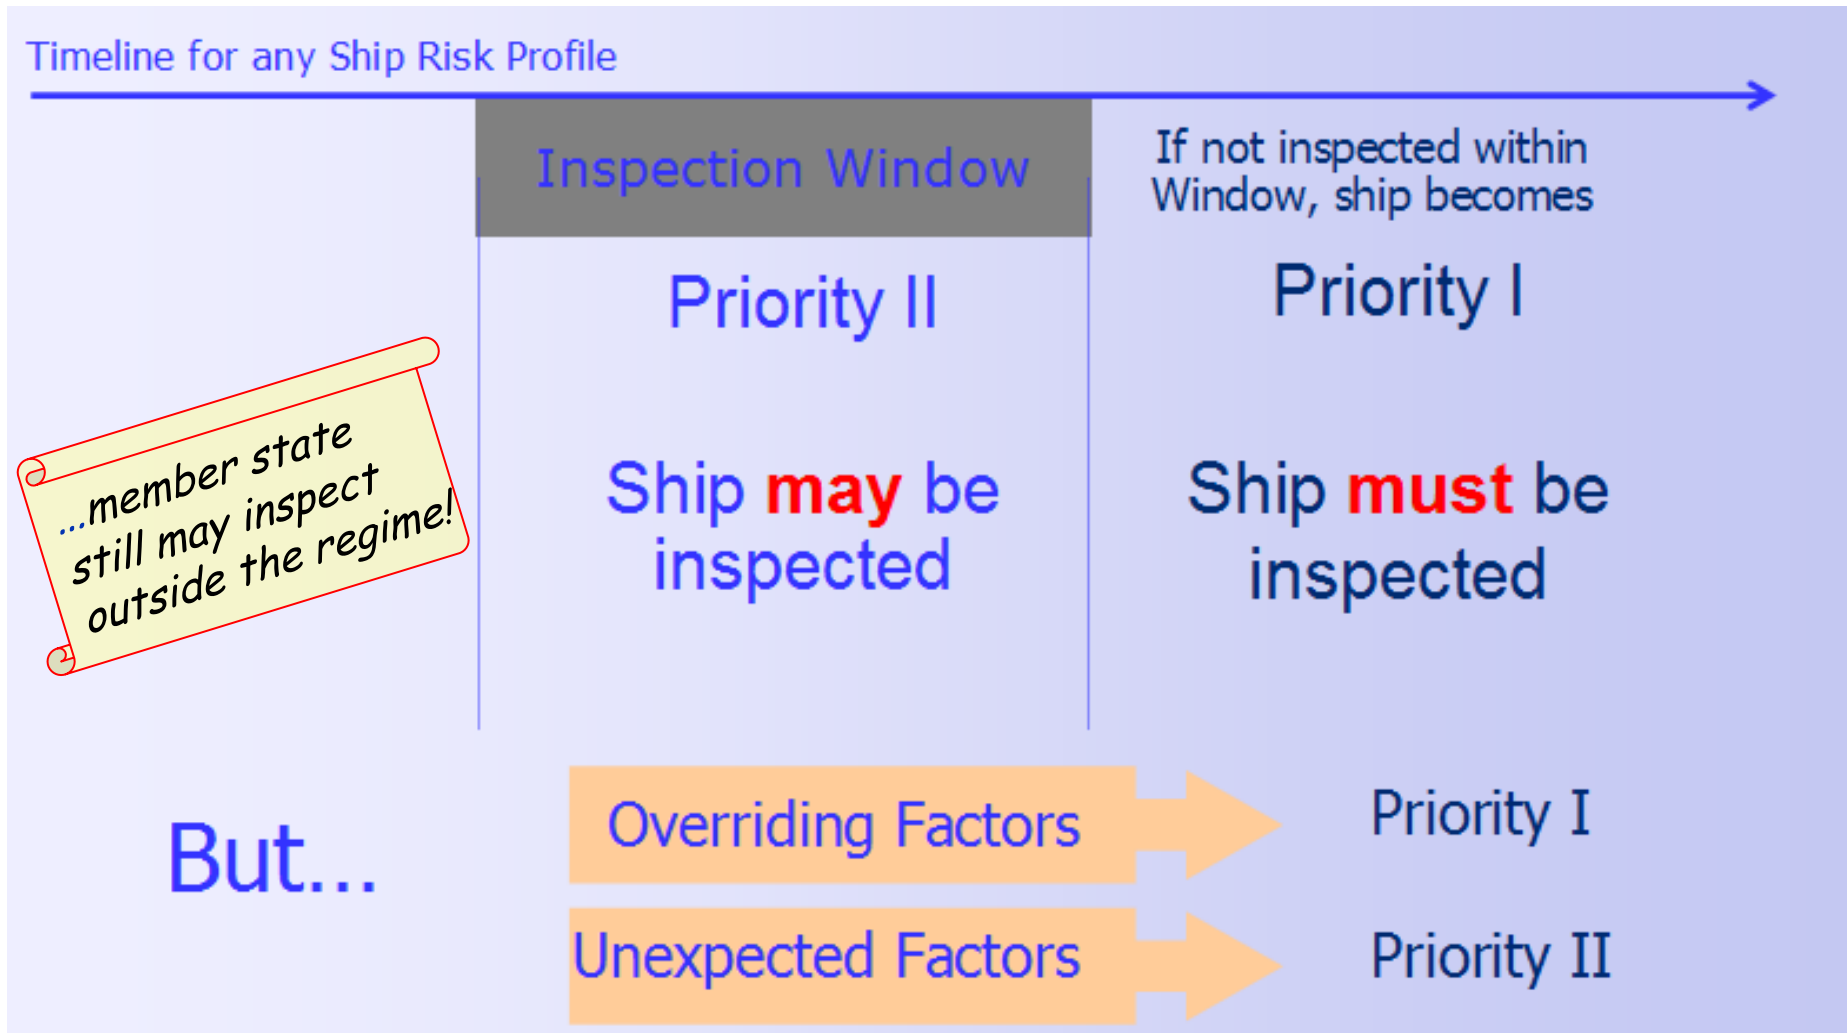 Timeline for any Ship Risk Profile
Inspection Window
If not inspected within
Window, ship becomes
Priority II
Priority I
...member state
still may inspect
outside the regime!
Ship may be
inspected
Ship must be
inspected
But...
Overriding Factors
Priority I
Unexpected Factors
Priority II